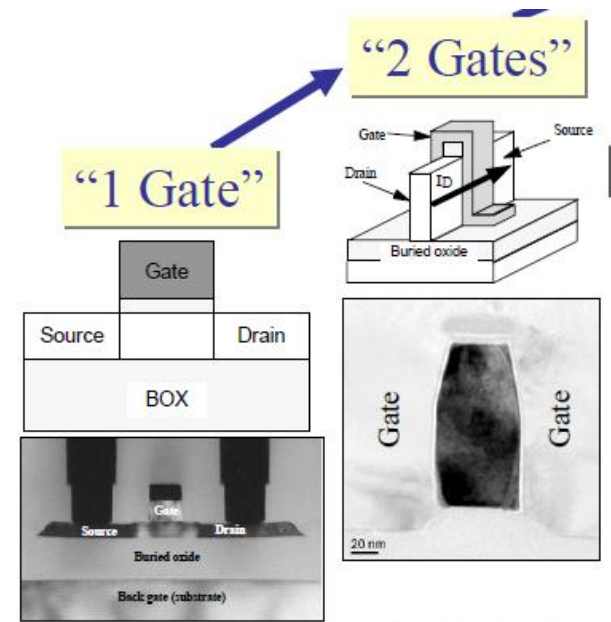 “2 Gates”
“1 Gate”
Gate
Source
Drain
ID
Buried oxide
Gate
Source
Drain
BOX
Gate
Gate
20 nm
Gate
Source
Drain
Buried oxide
Back gate (substrate)